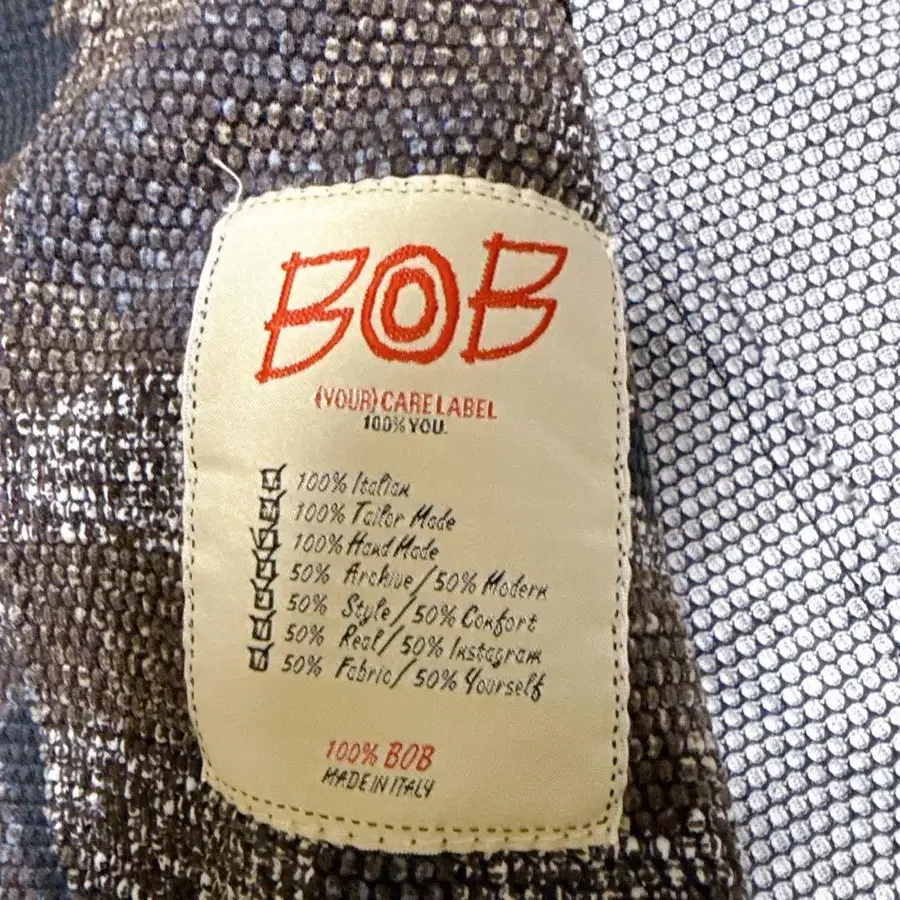 BOB
(YOUR) CARE LABEL
100% YOU.
100% Italian
100% Tailor Made
100% Hand Made
50% Archive / 50% Modern
50% Style / 50% Confort
50% Real / 50% Instagram
50% Fabric / 50% Yourself
100% BOB
MADE IN ITALY